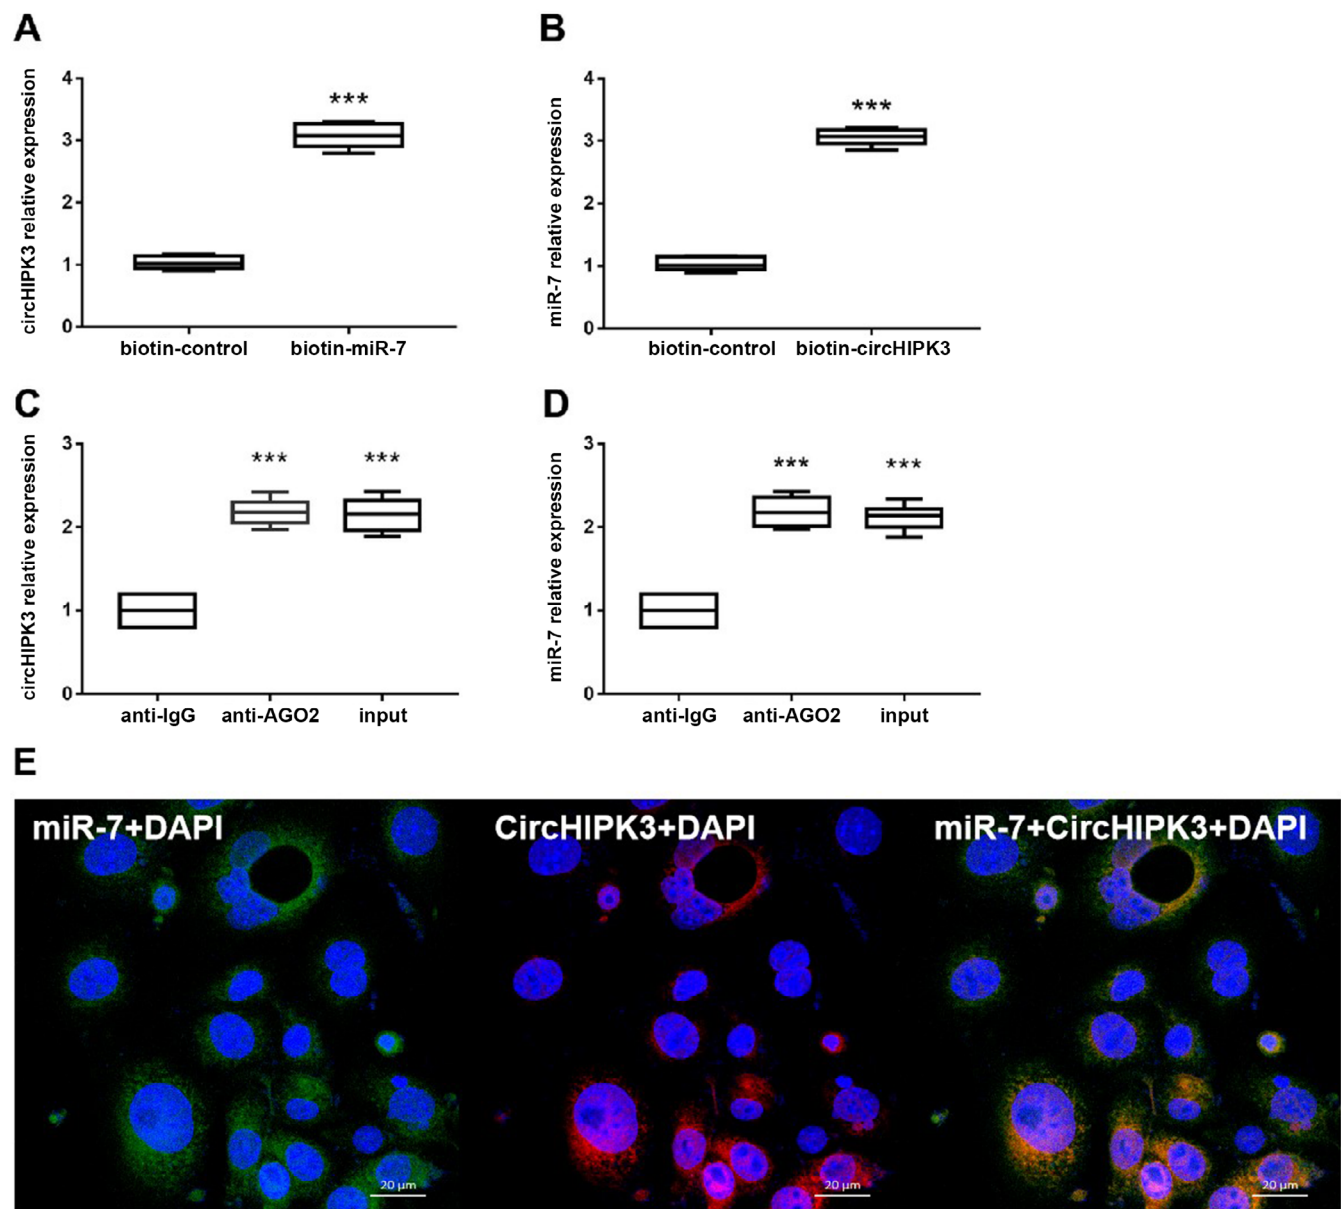 A
B
circHIPK3 relative expression
4
3
2
1
0
***
biotin-control
biotin-miR-7
miR-7 relative expression
4
3
2
1
0
***
biotin-control
biotin-circHIPK3
C
D
circHIPK3 relative expression
3
2
1
0
***
***
anti-IgG
anti-AGO2
input
miR-7 relative expression
3
2
1
0
***
***
anti-IgG
anti-AGO2
input
E
miR-7+DAPI
CircHIPK3+DAPI
miR-7+CircHIPK3+DAPI
20 µm
20 µm
20 µm